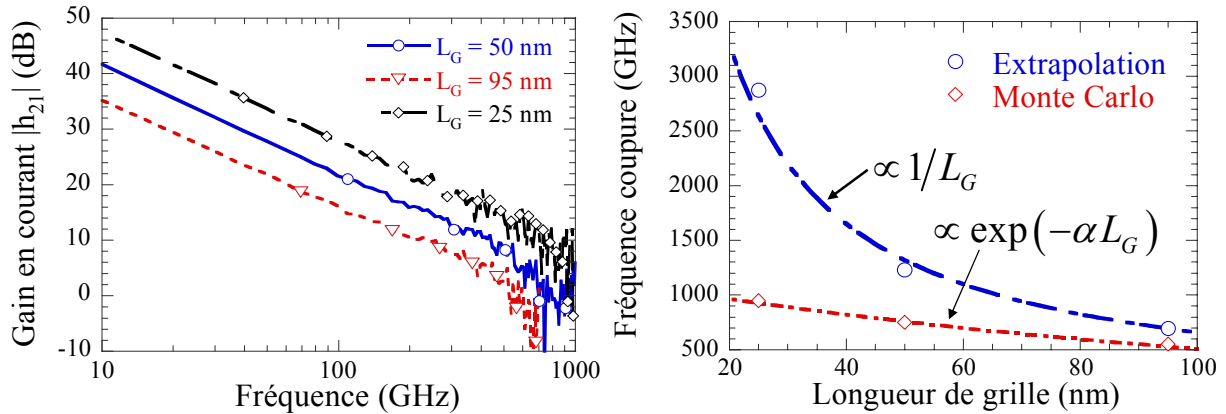 Gain en courant |h21| (dB)
50
40
30
20
10
0
-10
10
100
1000
Fréquence (GHz)
LG = 50 nm
LG = 95 nm
LG = 25 nm
Fréquence coupure (GHz)
3500
3000
2500
2000
1500
1000
500
20
40
60
80
100
Longueur de grille (nm)
Extrapolation
Monte Carlo
∝ 1/LG
∝ exp(−αLG)